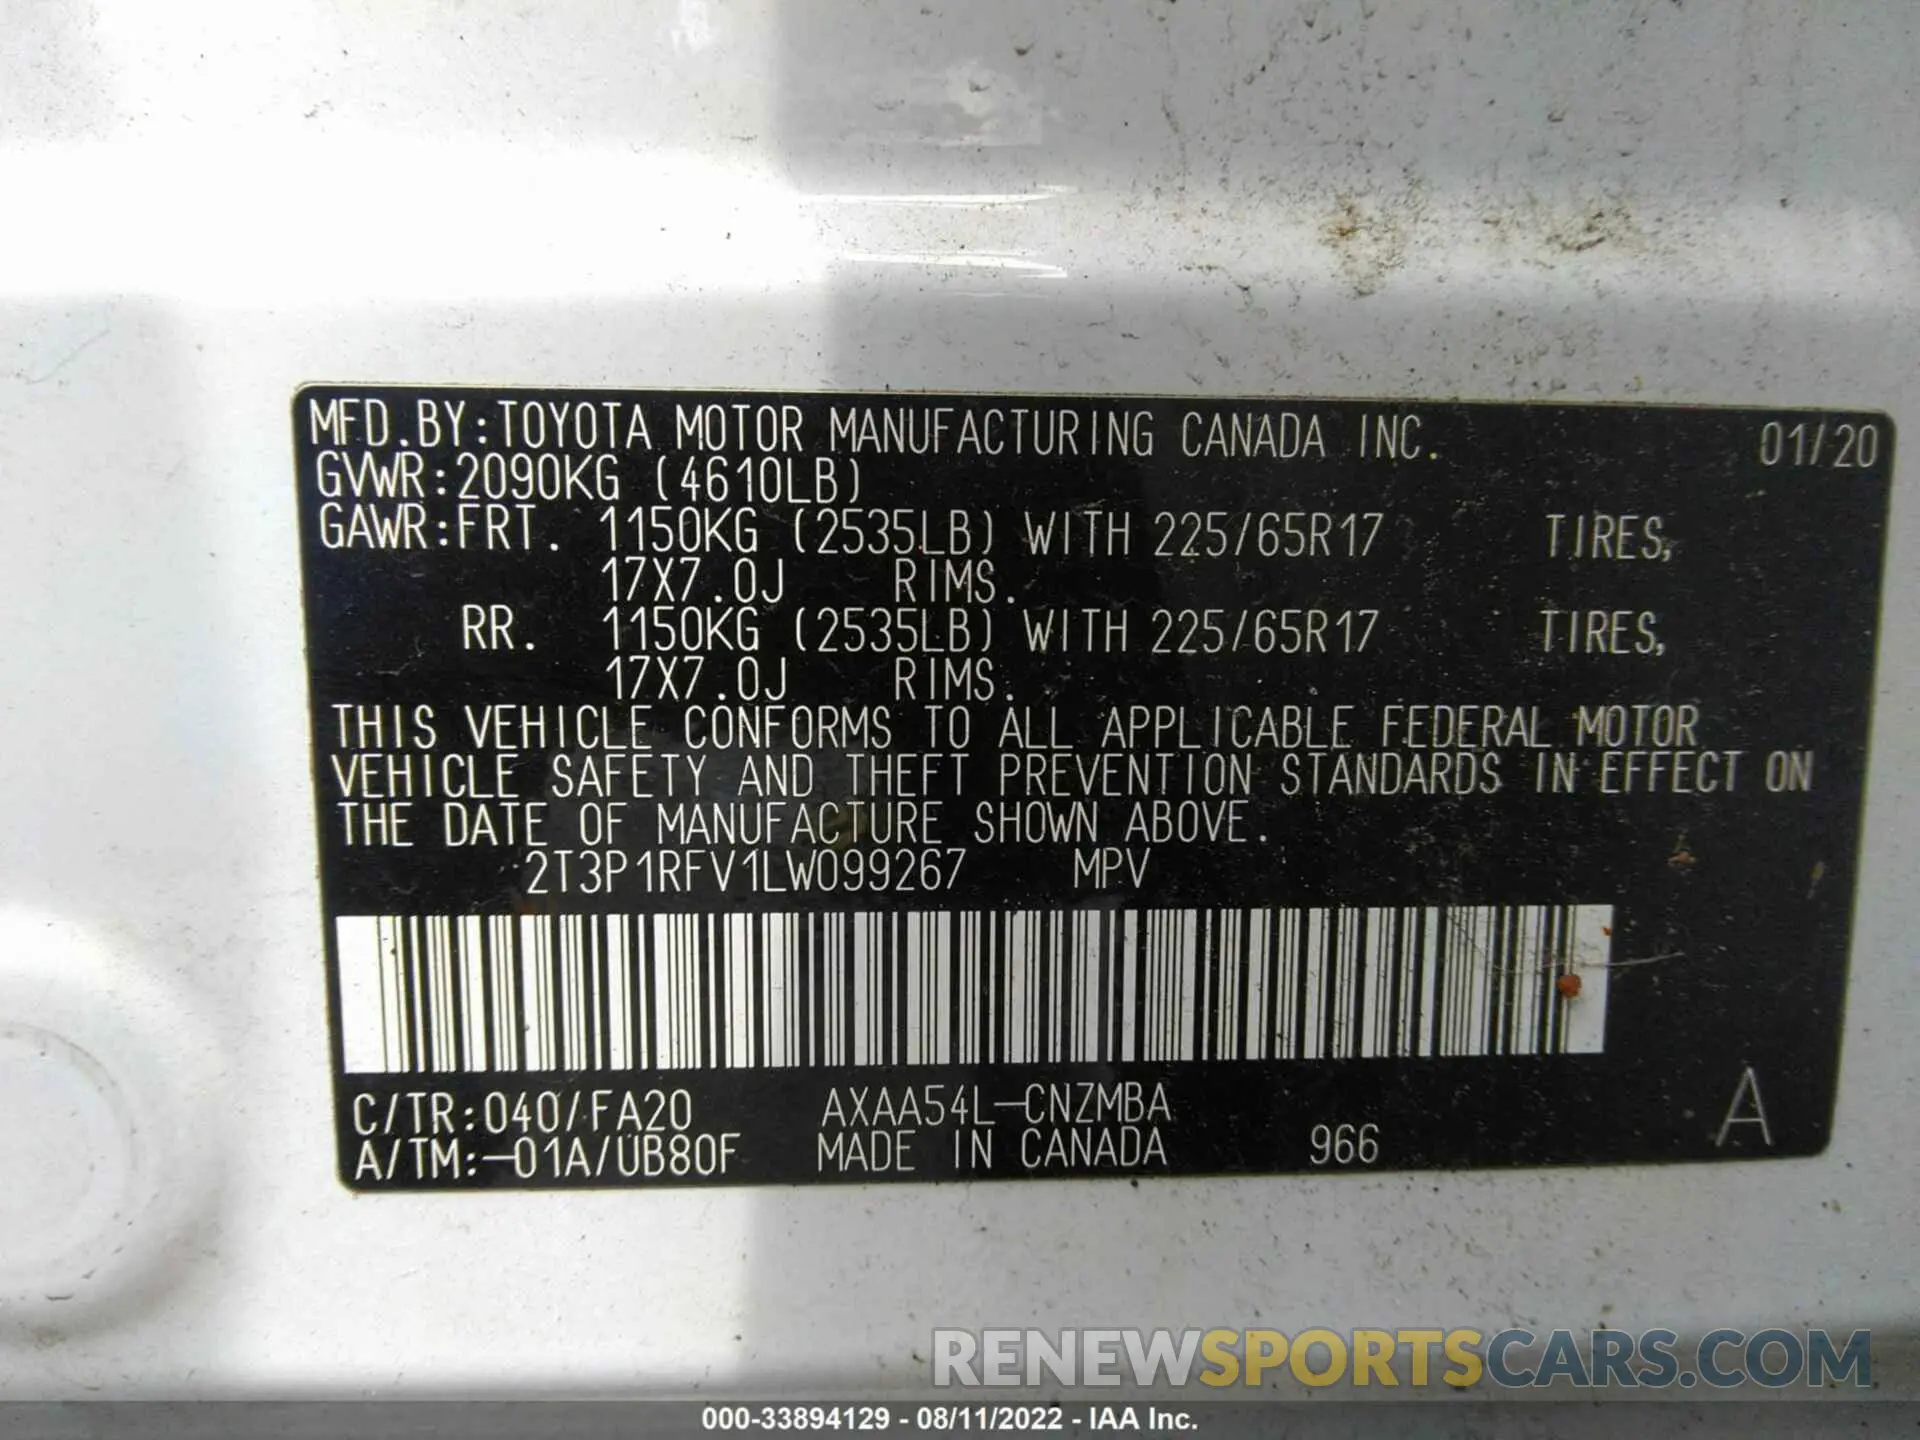 MFD.BY:TOYOTA MOTOR MANUFACTURING CANADA INC. 01/20
GVWR:2090KG (4610LB)
GAWR:FRT. 1150KG (2535LB) WITH 225/65R17 TIRES,
17X7.0J RIMS.
RR. 1150KG (2535LB) WITH 225/65R17 TIRES,
17X7.0J RIMS.
THIS VEHICLE CONFORMS TO ALL APPLICABLE FEDERAL MOTOR
VEHICLE SAFETY AND THEFT PREVENTION STANDARDS IN EFFECT ON
THE DATE OF MANUFACTURE SHOWN ABOVE.
2T3P1RFV1LW099267 MPV
C/TR:040/FA20 AXAA54L-CNZMBA A
A/TM:-01A/UB80F MADE IN CANADA 966
RENEWSPORTSCARS.COM
000-33894129 - 08/11/2022 - IAA Inc.